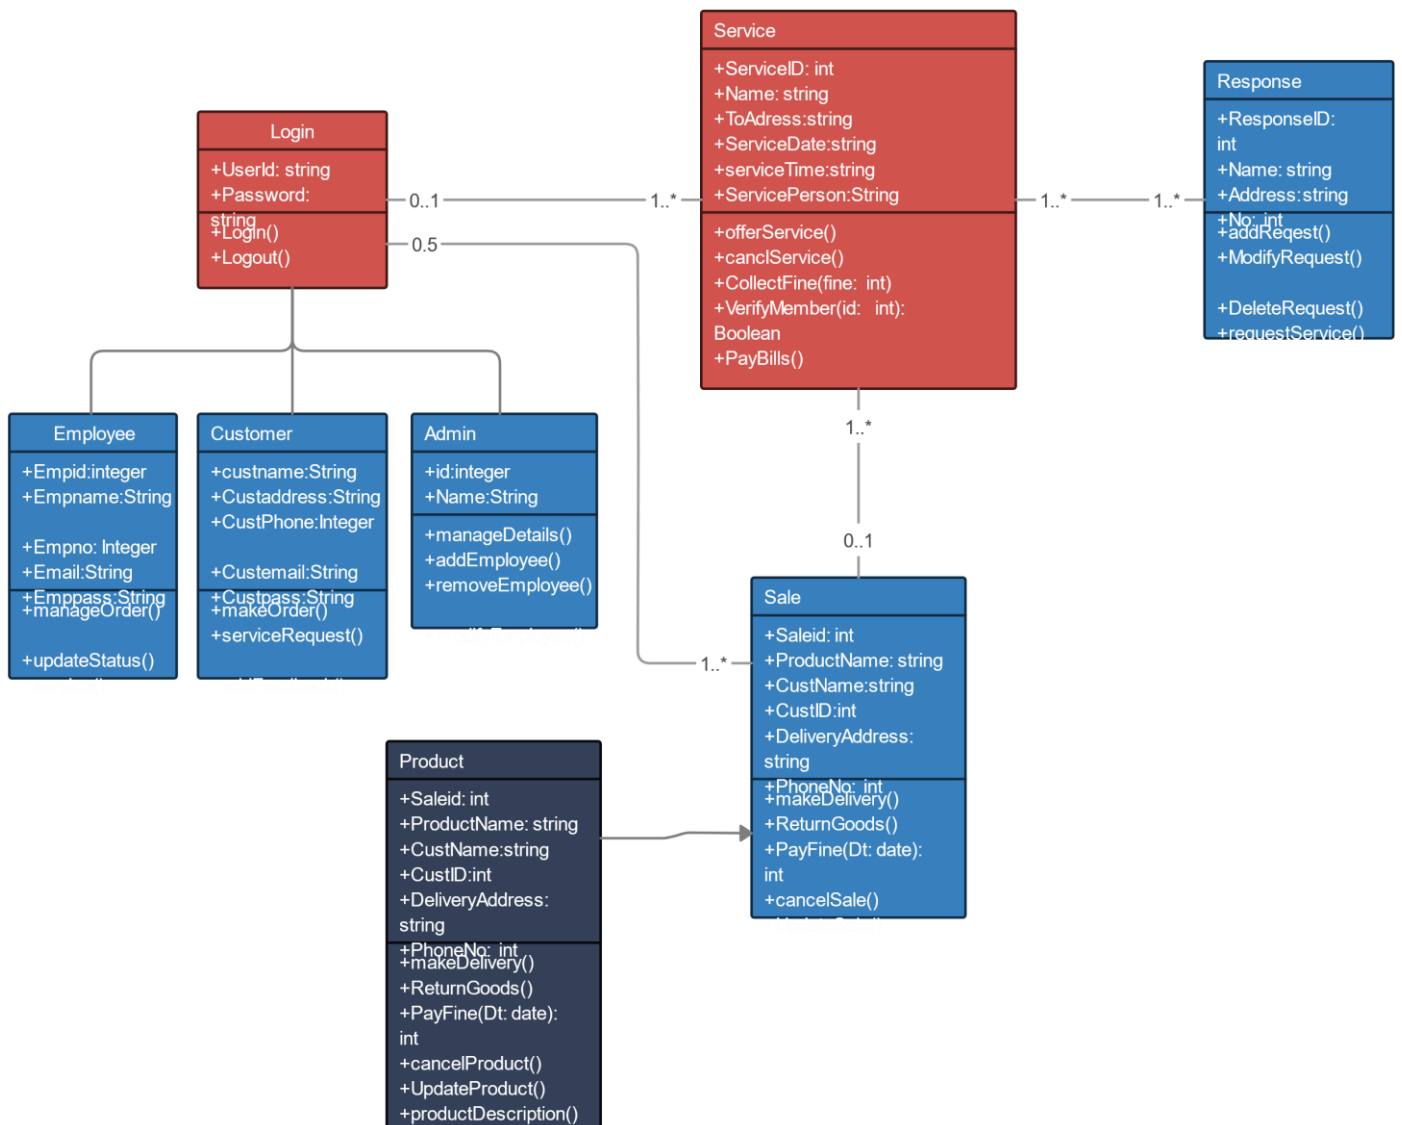 Service
+ServiceID: int
+Name: string
+ToAdress:string
+ServiceDate:string
+serviceTime:string
+ServicePerson:String
+offerService()
+canclService()
+CollectFine(fine: int)
+VerifyMember(id: int):
Boolean
+PayBills()
Response
+ResponseID:
int
+Name: string
+Address:string
+No: int
+addReqest()
+ModifyRequest()
+DeleteRequest()
+requestService()
Login
+UserId: string
+Password:
string
+Login()
+Logout()
0..1
1..*
1..*
1..*
0.5
1..*
0..1
1..*
Employee
+Empid:integer
+Empname:String
+Empno: Integer
+Email:String
+Emppass:String
+manageOrder()
+updateStatus()
Customer
+custname:String
+Custaddress:String
+CustPhone:Integer
+Custemail:String
+Custpass:String
+makeOrder()
+serviceRequest()
Admin
+id:integer
+Name:String
+manageDetails()
+addEmployee()
+removeEmployee()
Sale
+Saleid: int
+ProductName: string
+CustName:string
+CustID:int
+DeliveryAddress:
string
+PhoneNo: int
+makeDelivery()
+ReturnGoods()
+PayFine(Dt: date):
int
+cancelSale()
Product
+Saleid: int
+ProductName: string
+CustName:string
+CustID:int
+DeliveryAddress:
string
+PhoneNo: int
+makeDelivery()
+ReturnGoods()
+PayFine(Dt: date):
int
+cancelProduct()
+UpdateProduct()
+productDescription()